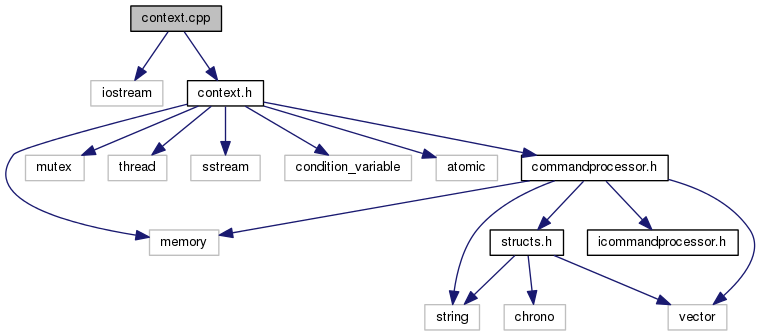 context.cpp
iostream
context.h
mutex
thread
sstream
condition_variable
atomic
commandprocessor.h
memory
structs.h
icommandprocessor.h
string
chrono
vector